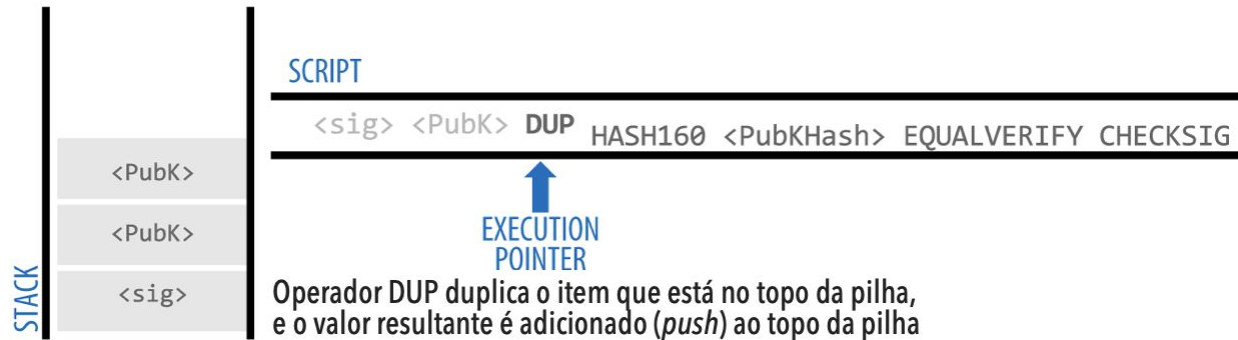 SCRIPT
<sig> <PubK> DUP HASH160 <PubKHash> EQUALVERIFY CHECKSIG
<PubK>
<PubK>
<sig>
STACK
EXECUTION
POINTER
Operador DUP duplica o item que está no topo da pilha,
e o valor resultante é adicionado (push) ao topo da pilha